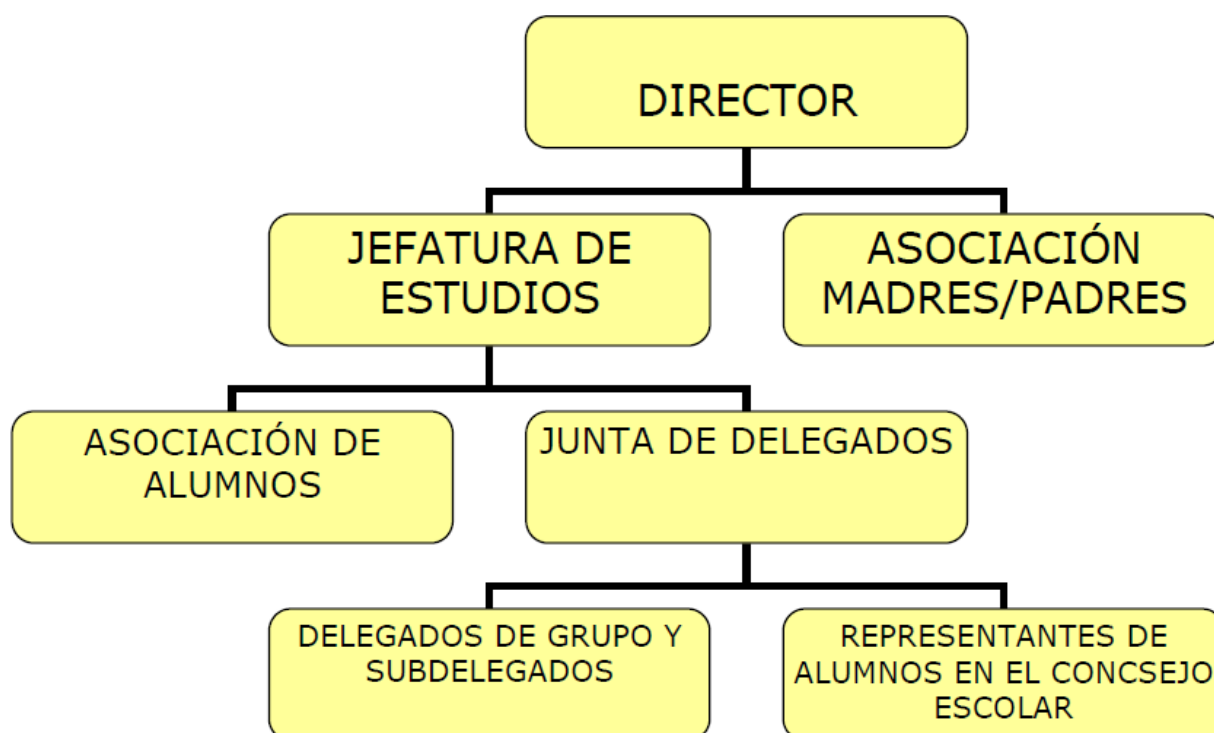 DIRECTOR
JEFATURA DE
ESTUDIOS
ASOCIACIÓN
MADRES/PADRES
ASOCIACIÓN DE
ALUMNOS
JUNTA DE DELEGADOS
DELEGADOS DE GRUPO Y
SUBDELEGADOS
REPRESENTANTES DE
ALUMNOS EN EL CONCSEJO
ESCOLAR